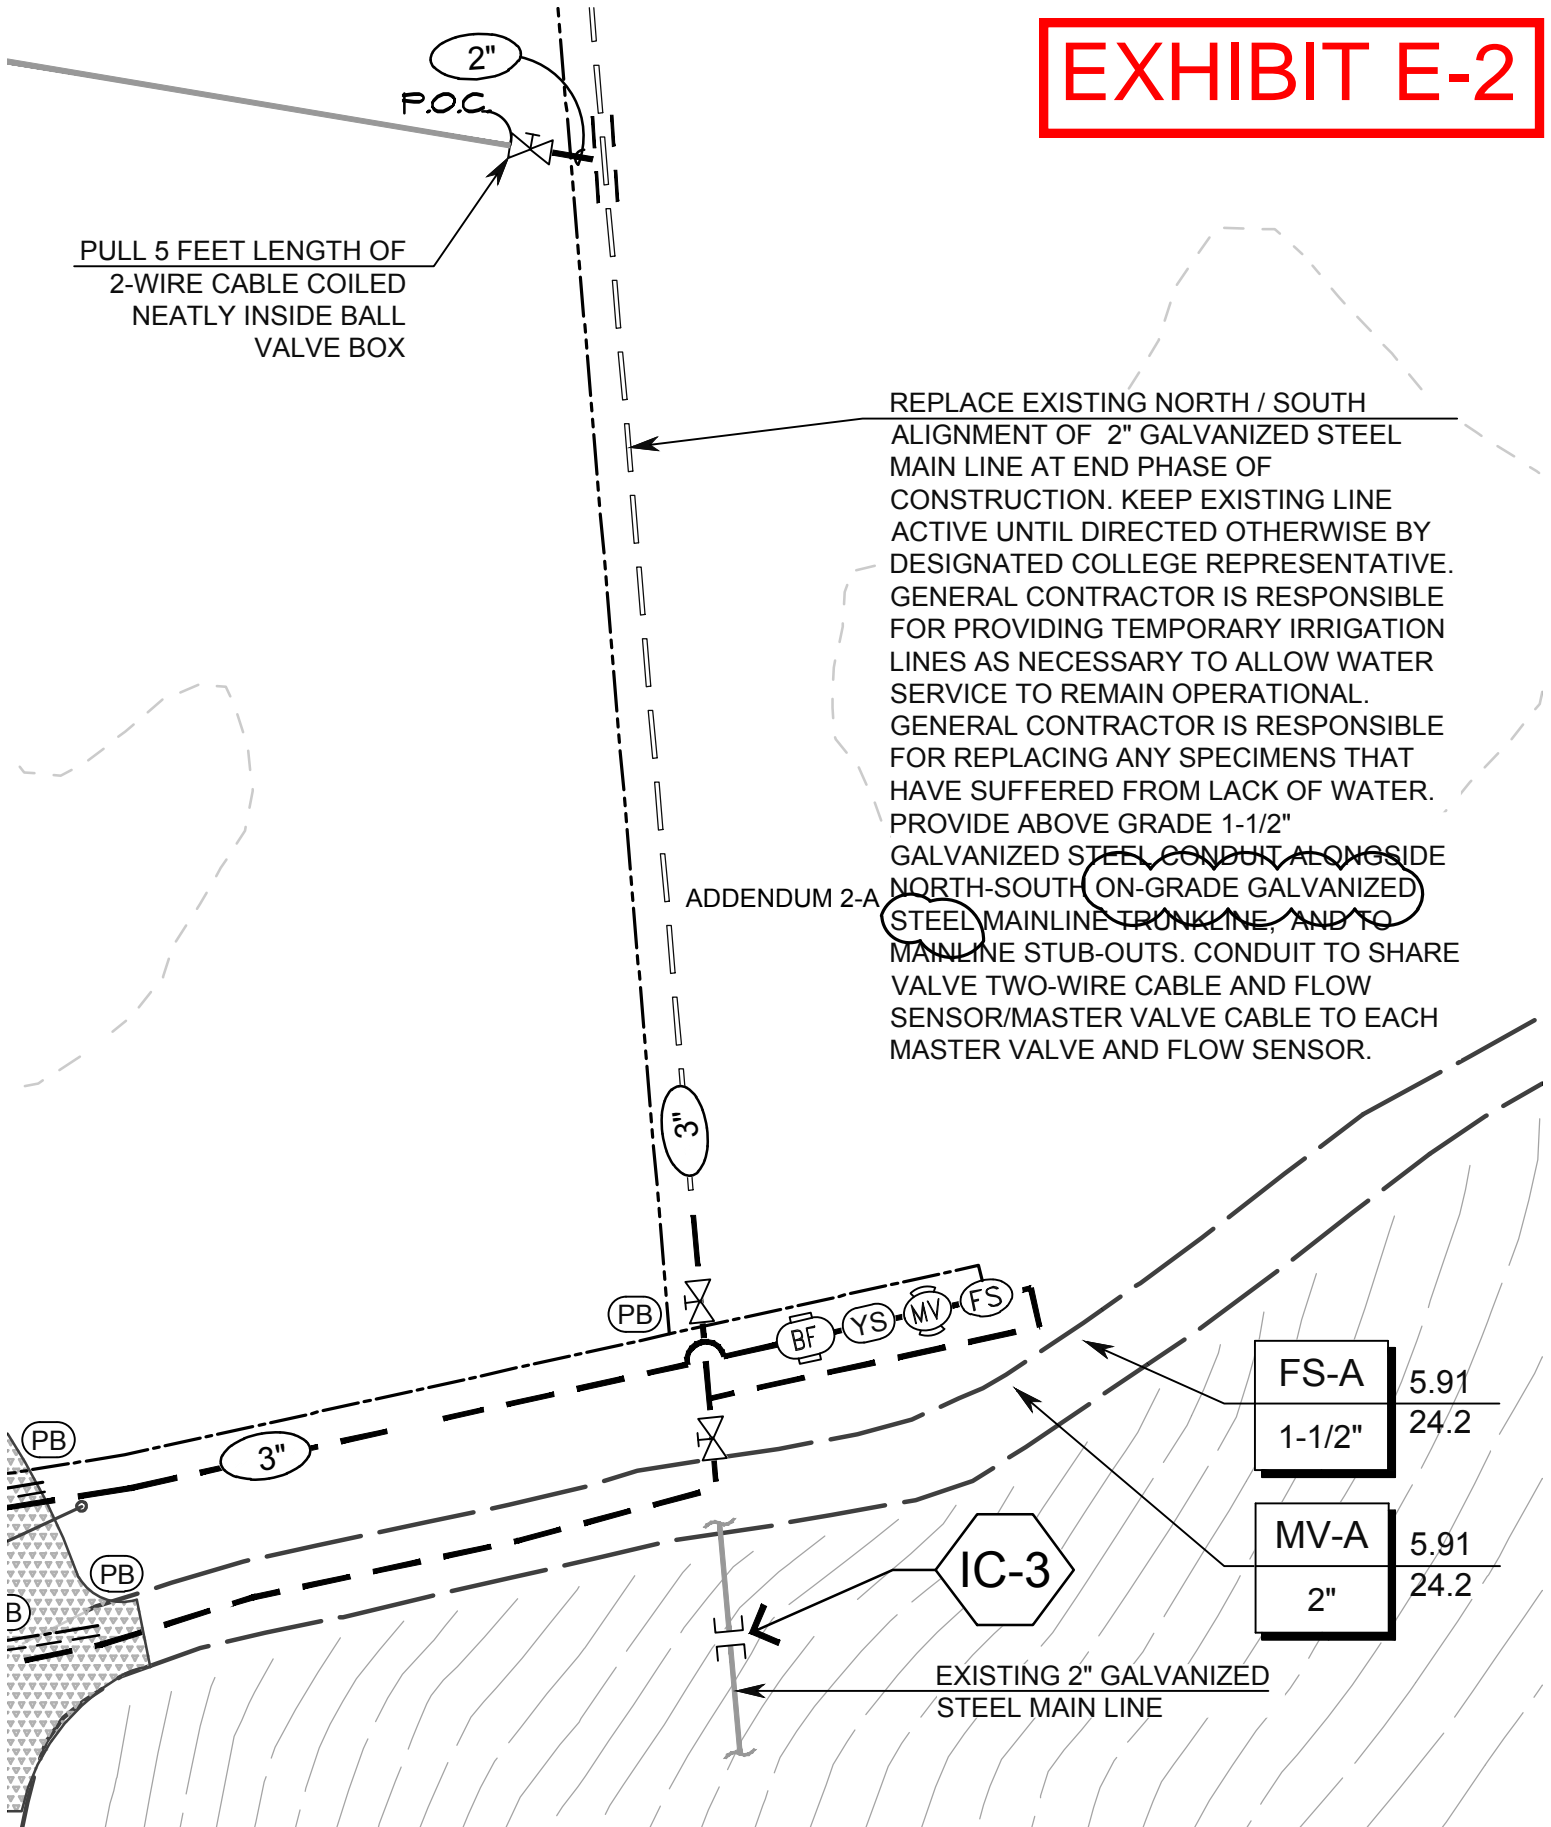 EXHIBIT E-2
2"
P.O.C.
PULL 5 FEET LENGTH OF
2-WIRE CABLE COILED
NEATLY INSIDE BALL
VALVE BOX
REPLACE EXISTING NORTH / SOUTH
ALIGNMENT OF 2" GALVANIZED STEEL
MAIN LINE AT END PHASE OF
CONSTRUCTION. KEEP EXISTING LINE
ACTIVE UNTIL DIRECTED OTHERWISE BY
DESIGNATED COLLEGE REPRESENTATIVE.
GENERAL CONTRACTOR IS RESPONSIBLE
FOR PROVIDING TEMPORARY IRRIGATION
LINES AS NECESSARY TO ALLOW WATER
SERVICE TO REMAIN OPERATIONAL.
GENERAL CONTRACTOR IS RESPONSIBLE
FOR REPLACING ANY SPECIMENS THAT
HAVE SUFFERED FROM LACK OF WATER.
PROVIDE ABOVE GRADE 1-1/2"
GALVANIZED STEEL CONDUIT ALONGSIDE
NORTH-SOUTH ON-GRADE GALVANIZED
STEEL MAINLINE TRUNKLINE, AND TO
MAINLINE STUB-OUTS. CONDUIT TO SHARE
VALVE TWO-WIRE CABLE AND FLOW
SENSOR/MASTER VALVE CABLE TO EACH
MASTER VALVE AND FLOW SENSOR.
ADDENDUM 2-A
3"
PB
BF
YS
MV
FS
FS-A
1-1/2"
5.91
24.2
PB
3"
MV-A
2"
5.91
24.2
IC-3
PB
B
EXISTING 2" GALVANIZED
STEEL MAIN LINE